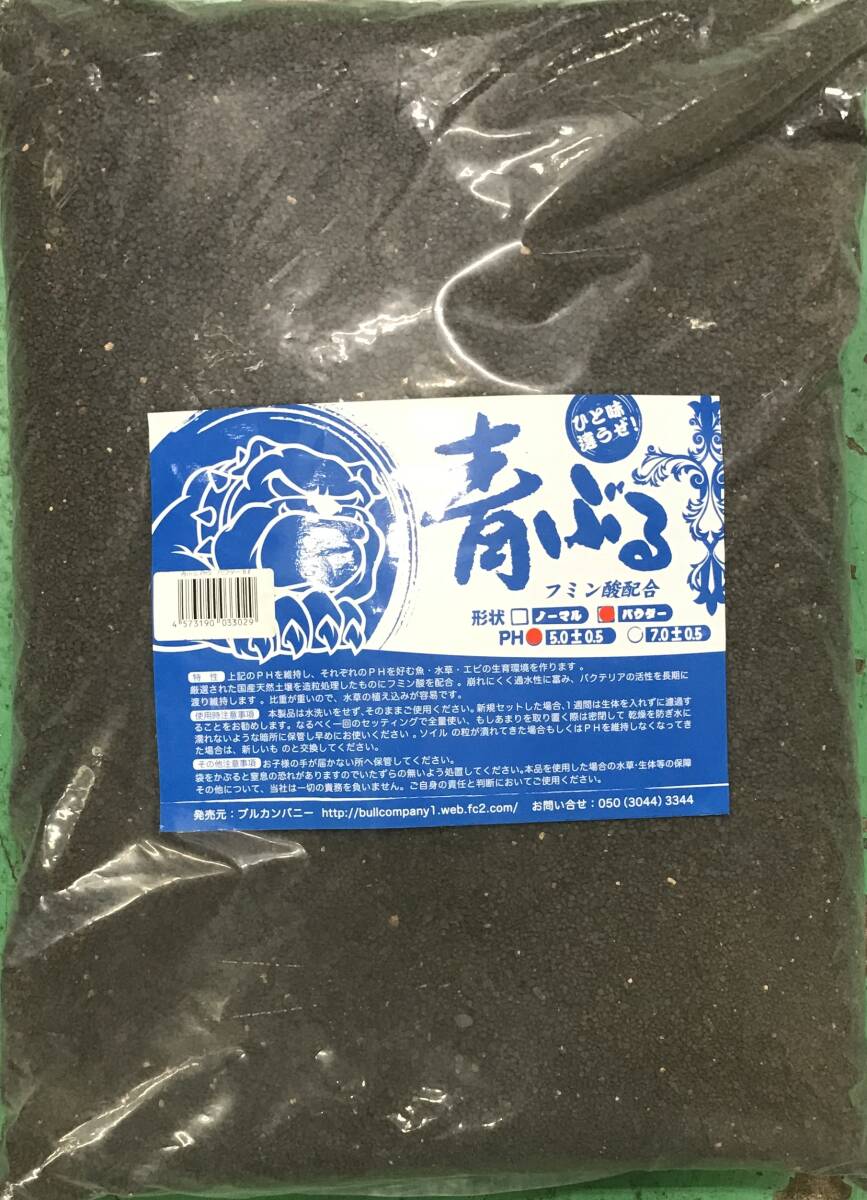 ひと味
違うぜ!
青ぶる
フミン酸配合
形状 ノーマル パウダー
PH 5.0±0.5 7.0±0.5
4 573190 033029
特 性 上記のPHを維持し、それぞれのPHを好む魚・水草・エビの生育環境を作ります。
厳選された国産天然土壌を造粒処理したものにフミン酸を配合。崩れにくく通水性に富み、バクテリアの活性を長期に
渡り維持します。比重が重いので、水草の植え込みが容易です。
使用時注意事項 本製品は水洗いをせず、そのままご使用ください。新規セットした場合、1週間は生体を入れずに濾過す
ることをお勧めします。なるべく一回のセッティングで全量使い、もしあまりを取り置く際は密閉して 乾燥を防ぎ水に
濡れないような暗所に保管し早めにお使いください。ソイル の粒が潰れてきた場合もしくはPHを維持しなくなってき
た場合は、新しいも のと交換してください。
その他注意事項 お子様の手が届かない所へ保管してください。
袋をかぶると窒息の恐れがありますのでいたずらの無いよう処置してください。本品を使用した場合の水草・生体等の保障
その他について、当社は一切の責務を負いません。ご自身の責任と判断においてご使用ください。
発売元:ブルカンパニー http://bullcompany1.web.fc2.com/ お問い合せ:050(3044)3344